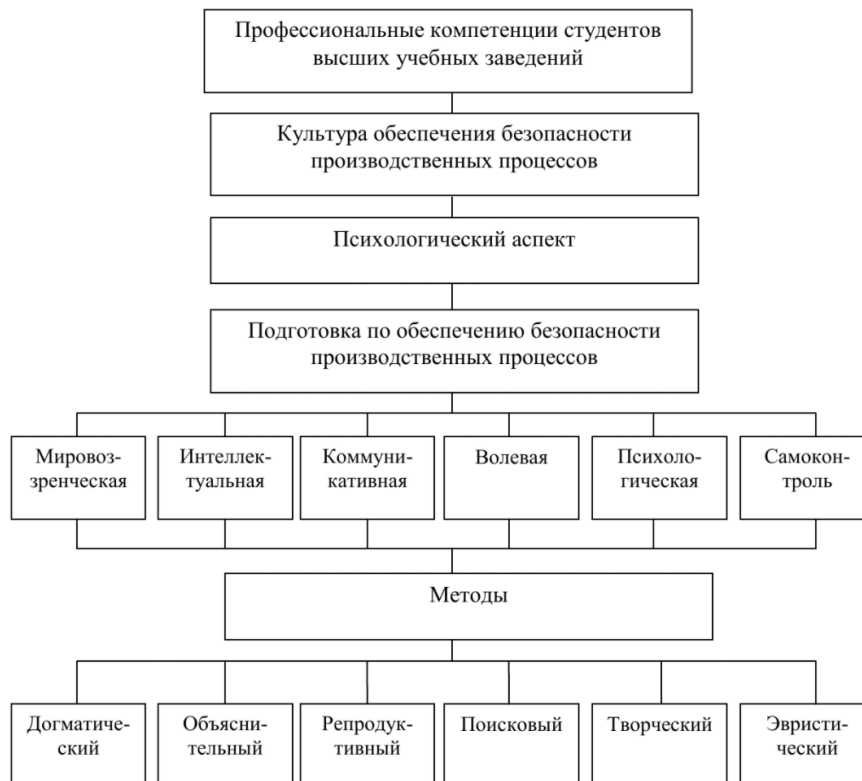 Профессиональные компетенции студентов
высших учебных заведений
Культура обеспечения безопасности
производственных процессов
Психологический аспект
Подготовка по обеспечению безопасности
производственных процессов
Мировоз-
зренческая
Интеллек-
туальная
Коммуни-
кативная
Волевая
Психоло-
гическая
Самокон-
троль
Методы
Догматиче-
ский
Объясни-
тельный
Репродук-
тивный
Поисковый
Творческий
Эвристи-
ческий